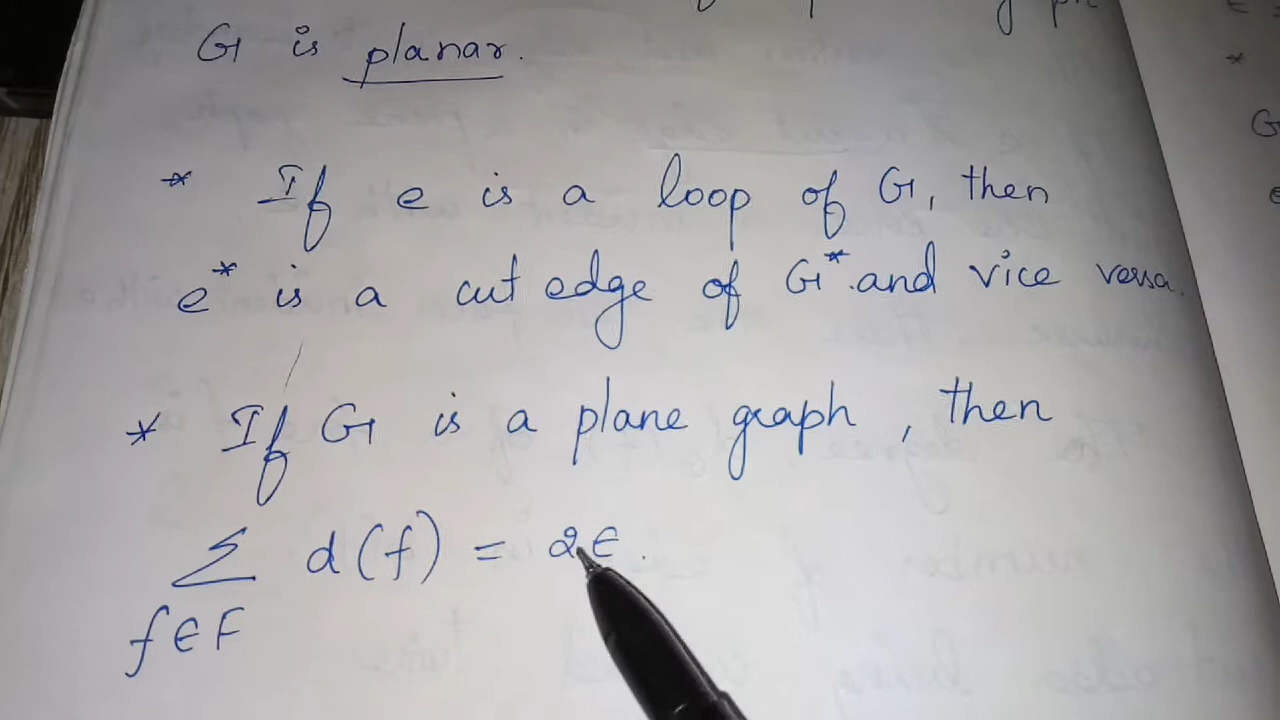 G is planar.
* If e is a loop of G, then
e* is a cut edge of G* and vice versa.
* If G is a plane graph, then
∑ d(f) = 2ϵ.
f∈F